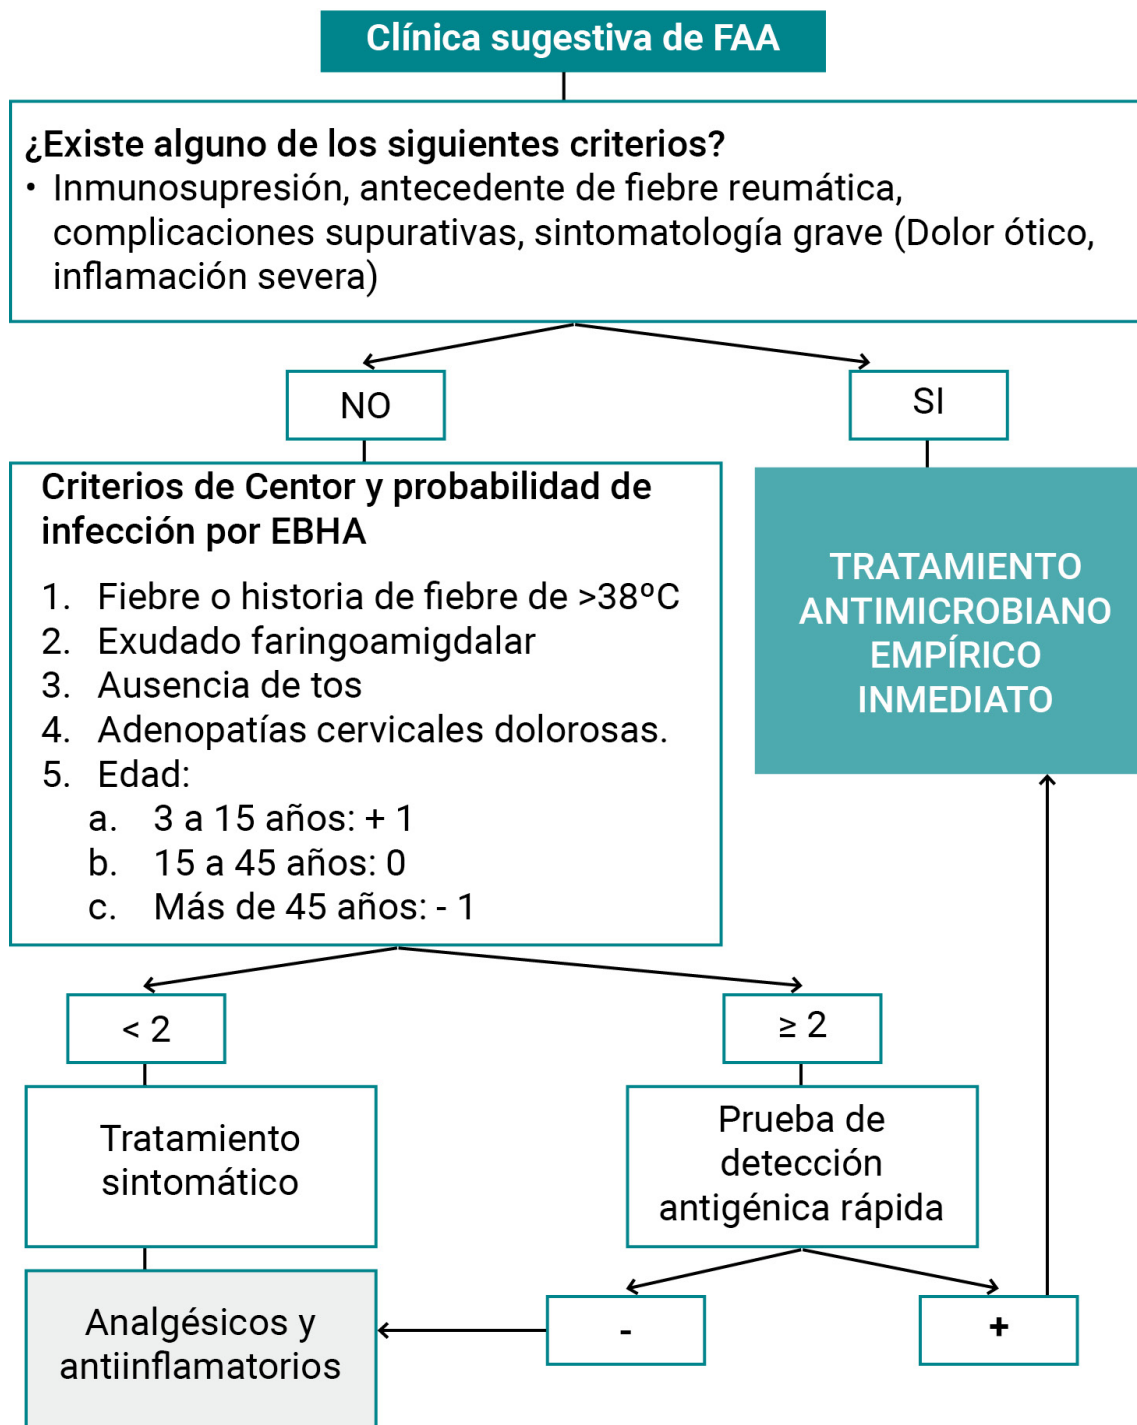 Clínica sugestiva de FAA
¿Existe alguno de los siguientes criterios?
• Inmunosupresión, antecedente de fiebre reumática,
complicaciones supurativas, sintomatología grave (Dolor ótico,
inflamación severa)
NO
SI
Criterios de Centor y probabilidad de
infección por EBHA
1. Fiebre o historia de fiebre de >38ºC
2. Exudado faringoamigdalar
3. Ausencia de tos
4. Adenopatías cervicales dolorosas.
5. Edad:
a. 3 a 15 años: + 1
b. 15 a 45 años: 0
c. Más de 45 años: - 1
TRATAMIENTO
ANTIMICROBIANO
EMPÍRICO
INMEDIATO
< 2
≥ 2
Tratamiento
sintomático
Prueba de
detección
antigénica rápida
Analgésicos y
antiinflamatorios
-
+